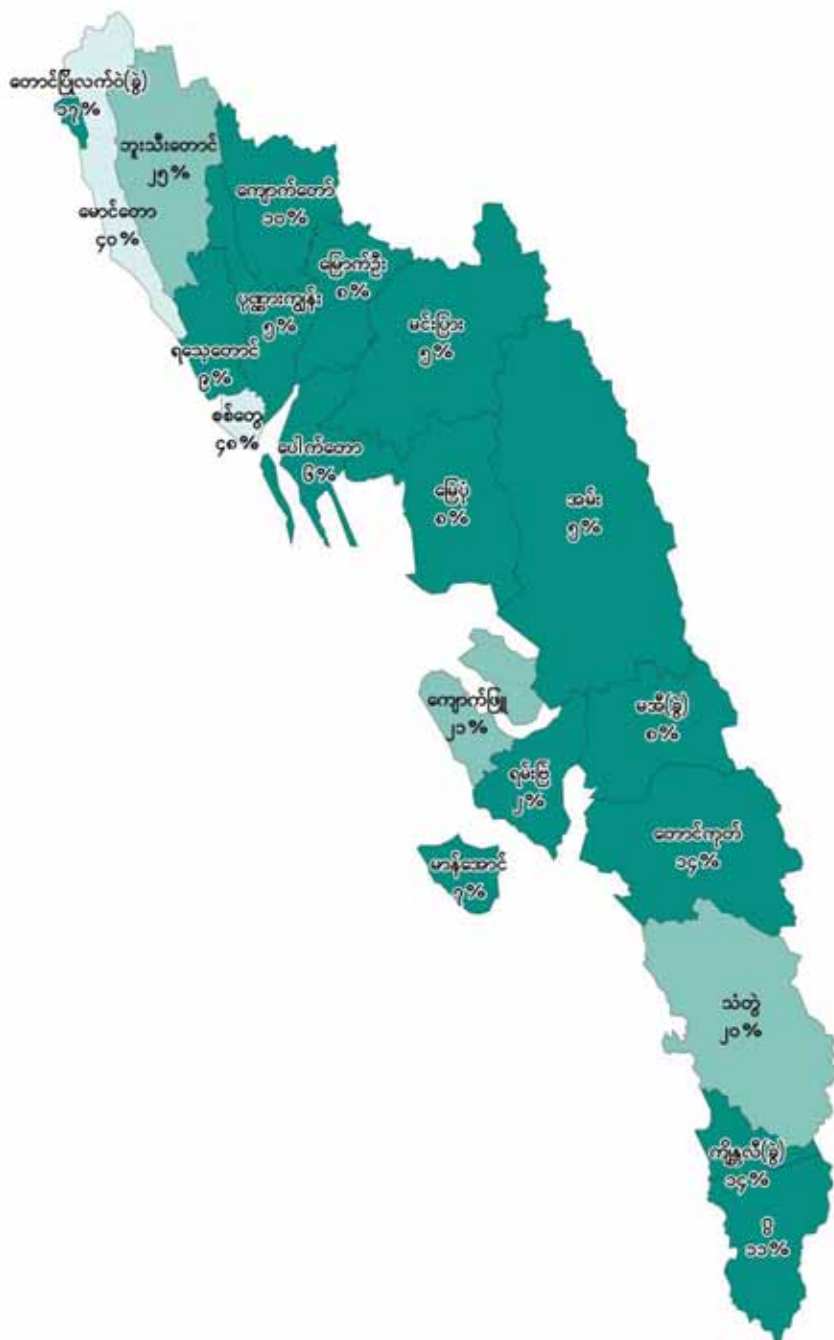 တောင်ပြိုလက်ဝဲ(ခွဲ)
၁၇%
ဘူးသီးတောင်
၂၅%
ကျောက်တော်
၁၀%
မောင်တော
၄၀%
မြောက်ဦး
၈%
ပုဏ္ဏားကျွန်း
၅%
မင်းပြား
၅%
ရသေ့တောင်
၉%
စစ်တွေ
၄၈%
ပေါက်တော
၆%
မြေပုံ
၈%
အမ်း
၅%
ကျောက်ဖြူ
၂၁%
မအီ(ခွဲ)
၈%
ရမ်းဗြဲ
၂%
တောင်ကုတ်
၁၄%
မာန်အောင်
၇%
သံတွဲ
၂၀%
ကျိန္တလီ(ခွဲ)
၁၄%
ဂွ
၁၁%